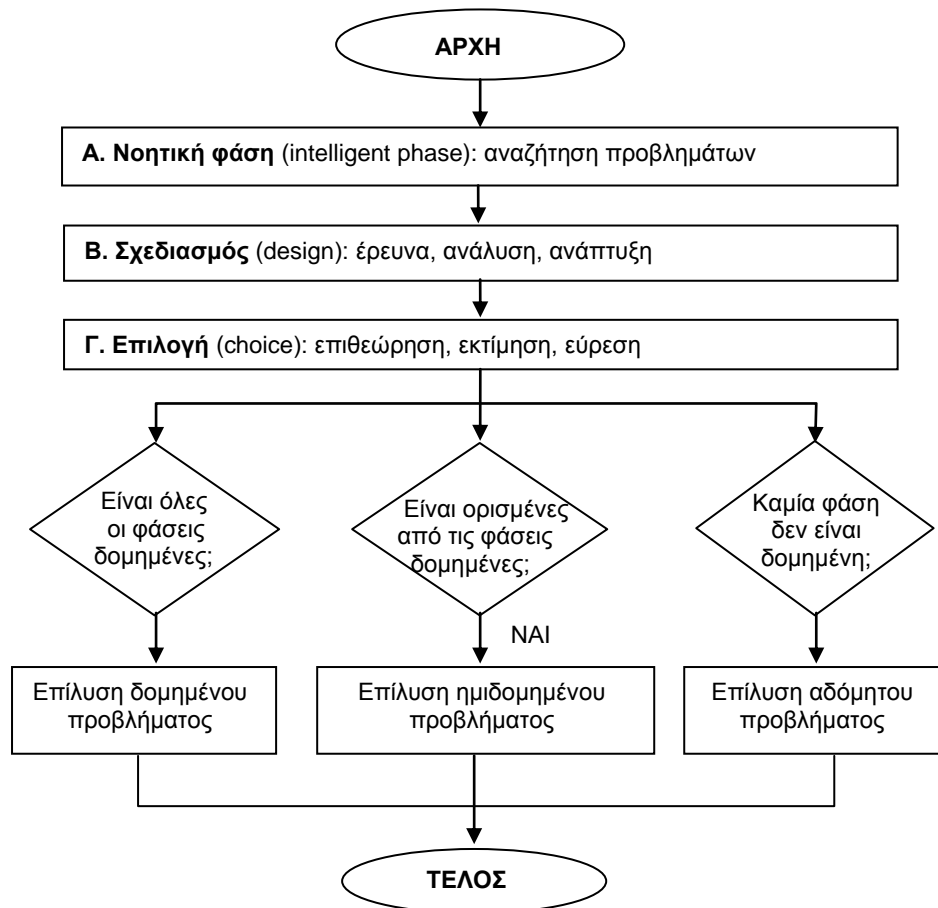 ΑΡΧΗ
Α. Νοητική φάση (intelligent phase): αναζήτηση προβλημάτων
Β. Σχεδιασμός (design): έρευνα, ανάλυση, ανάπτυξη
Γ. Επιλογή (choice): επιθεώρηση, εκτίμηση, εύρεση
Είναι όλες
οι φάσεις
δομημένες;
Είναι ορισμένες
από τις φάσεις
δομημένες;
Καμία φάση
δεν είναι
δομημένη;
ΝΑΙ
Επίλυση δομημένου
προβλήματος
Επίλυση ημιδομημένου
προβλήματος
Επίλυση αδόμητου
προβλήματος
ΤΕΛΟΣ